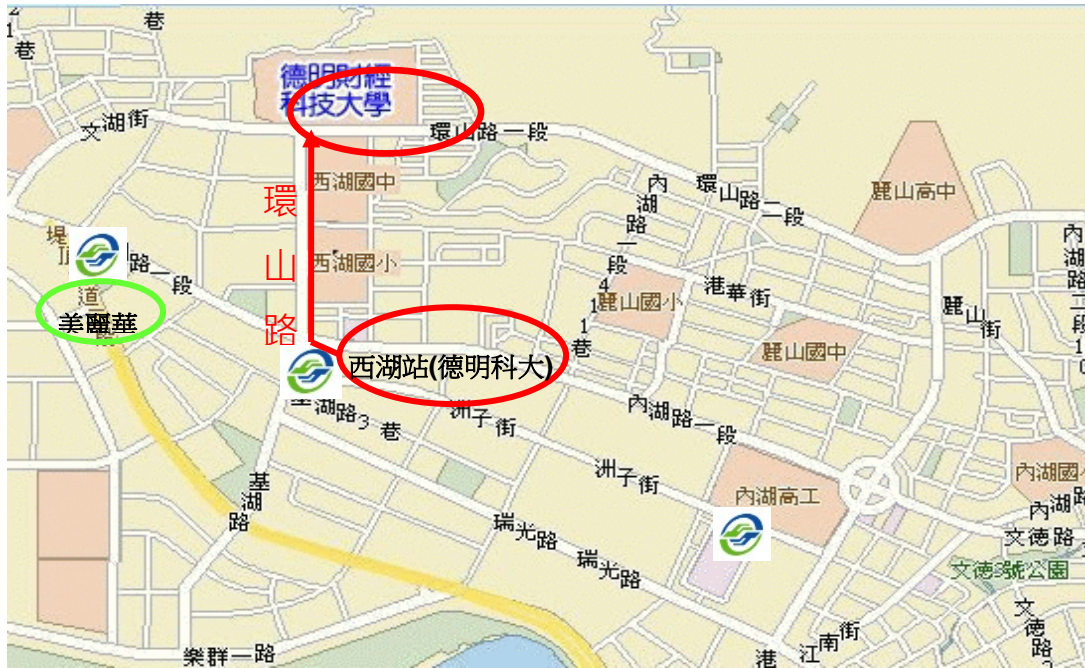 巷
21巷
德明財經
科技大學
文湖街
環山路一段
西湖國中
環山路
內湖路一段411巷
環山路二段
麗山高中
堤頂
道
路一段
西湖國小
美麗華
西湖站(德明科大)
麗山國小
港華街
麗山街
麗山國中
內湖路二段10
基湖路3巷
洲子街
內湖路一段
洲子街
內湖高工
基湖路
瑞光路
瑞光路
內湖國
內湖路
文德路
文德3號公園
文德路
樂群一路
港
江南街